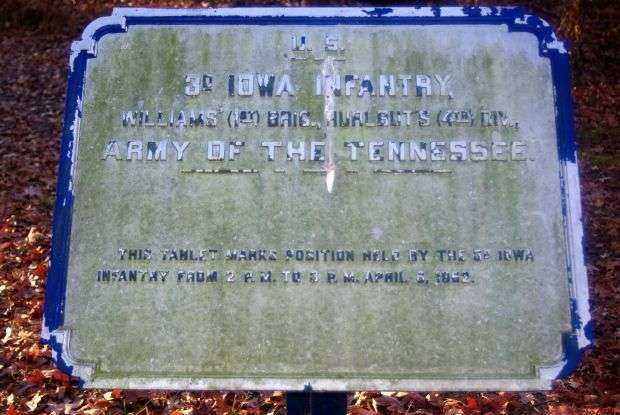 U. S.
3D IOWA INFANTRY,
WILLIAMS' (1ST) BRIG., HURLBUT'S (4TH) DIV.,
ARMY OF THE TENNESSEE.
THIS TABLET MARKS POSITION HELD BY THE 3D IOWA
INFANTRY FROM 2 P. M. TO 3 P. M. APRIL 6, 1862.